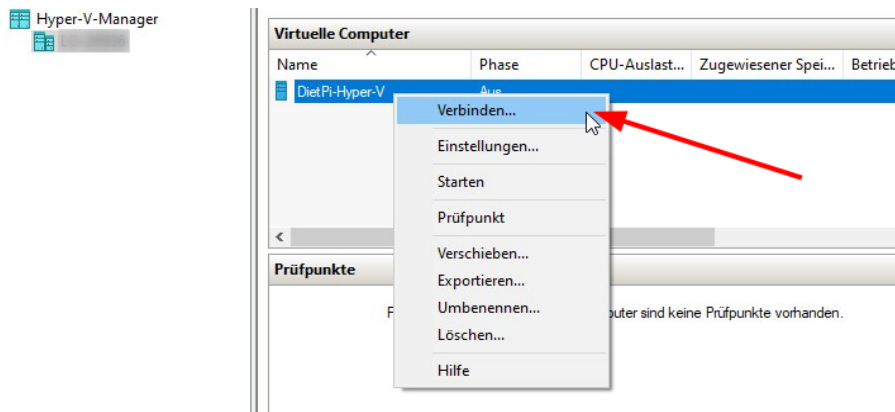 Hyper-V-Manager
Virtuelle Computer
Name Phase CPU-Auslast... Zugewiesener Spei... Betrieb
DietPi-Hyper-V Aus
Verbinden...
Einstellungen...
Starten
Prüfpunkt
Verschieben...
Exportieren...
Umbenennen...
Löschen...
Hilfe
Prüfpunkte
sind keine Prüfpunkte vorhanden.